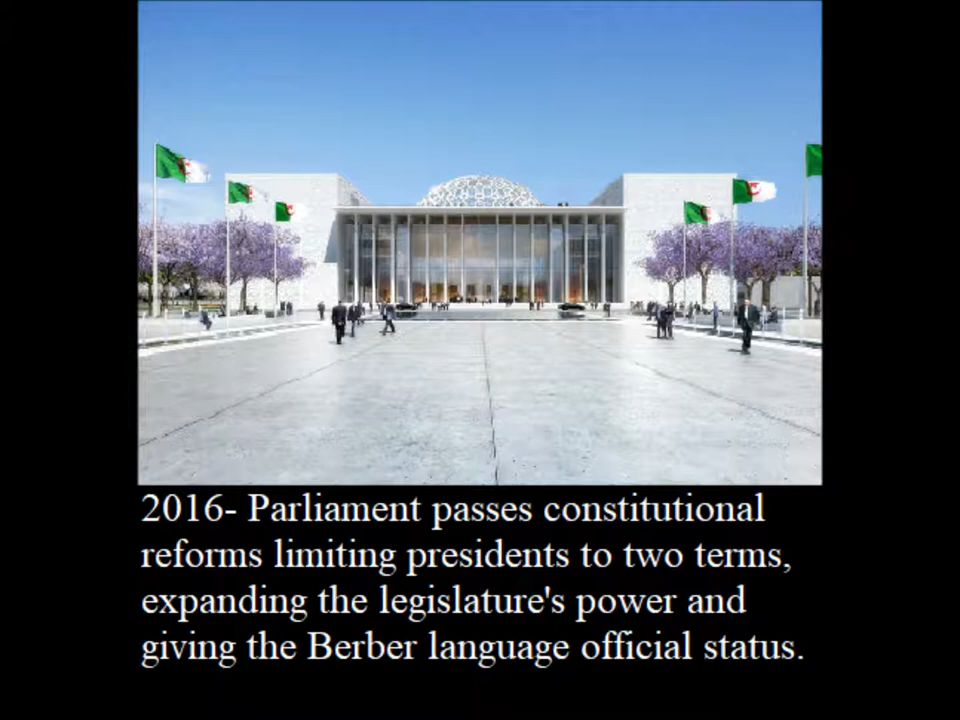 2016- Parliament passes constitutional
reforms limiting presidents to two terms,
expanding the legislature's power and
giving the Berber language official status.